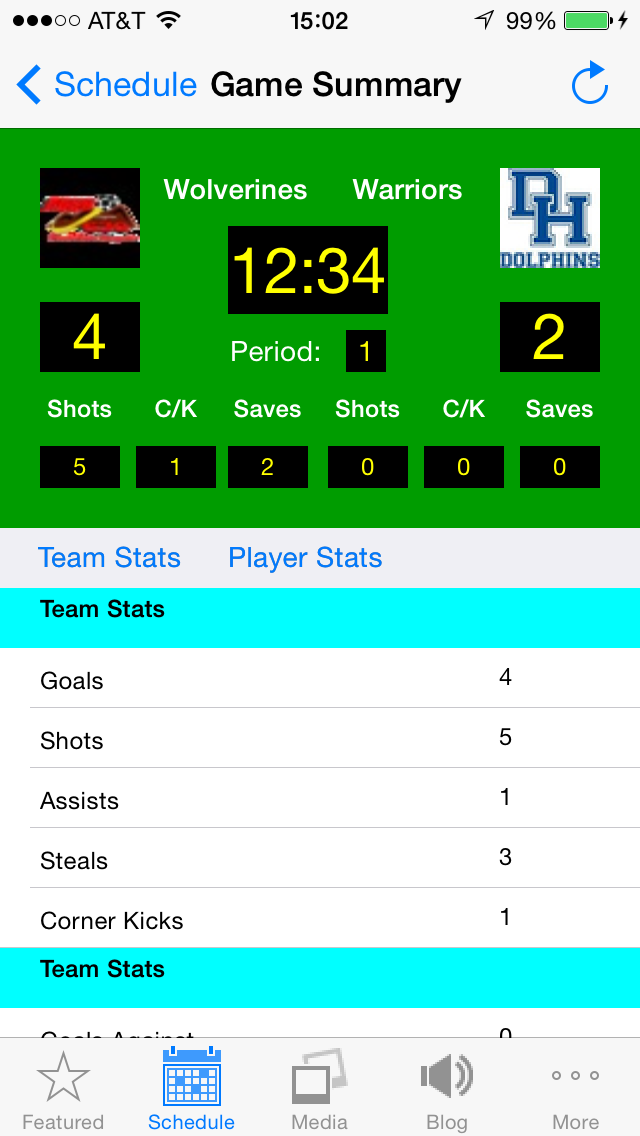 AT&T 15:02 99%
Schedule Game Summary
Wolverines Warriors
DH
DOLPHINS
12:34
4 2
Period: 1
Shots C/K Saves Shots C/K Saves
5 1 2 0 0 0
Team Stats Player Stats
Team Stats
Goals 4
Shots 5
Assists 1
Steals 3
Corner Kicks 1
Team Stats
Goals Against 0
Featured Schedule Media Blog More